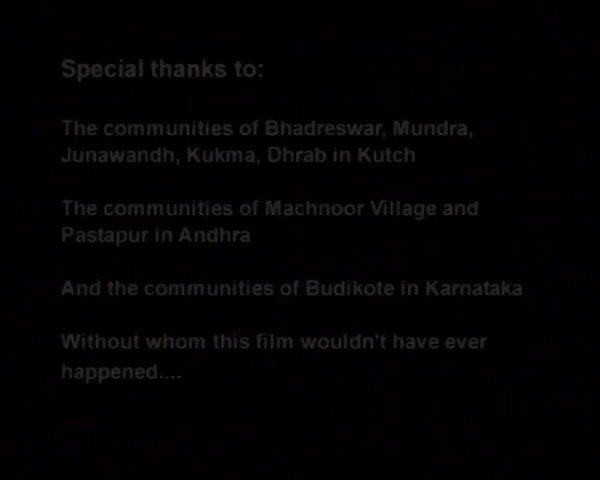 Special thanks to:
The communities of Bhadreswar, Mundra,
Junawandh, Kukma, Dhrab in Kutch
The communities of Machnoor Village and
Pastapur in Andhra
And the communities of Budikote in Karnataka
Without whom this film wouldn't have ever
happened....